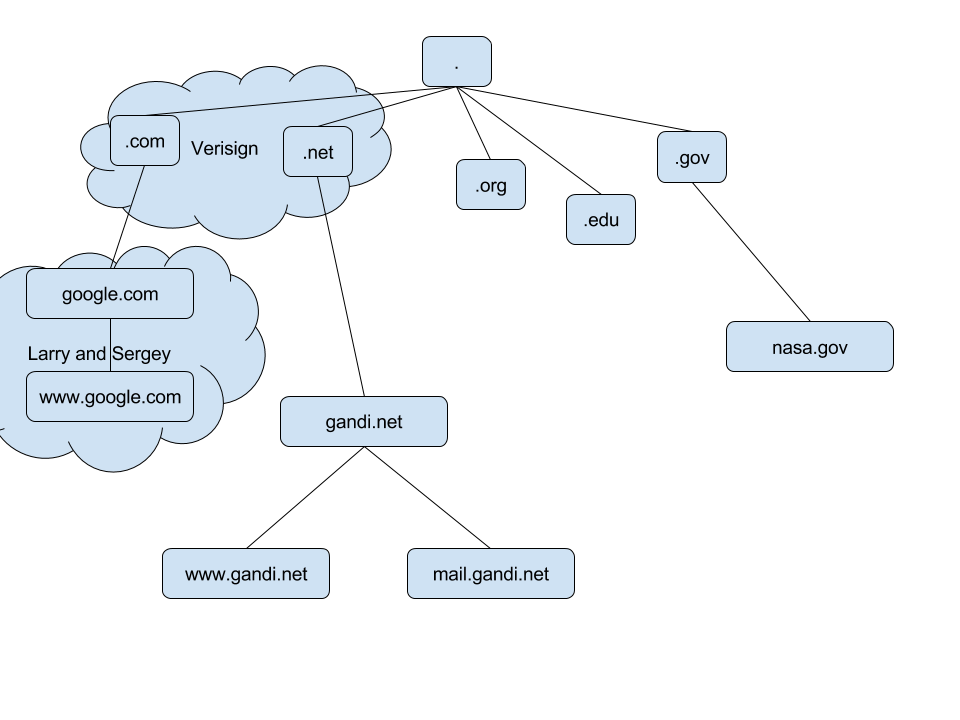 .
.com
Verisign
.net
.org
.edu
.gov
google.com
Larry and Sergey
www.google.com
nasa.gov
gandi.net
www.gandi.net
mail.gandi.net